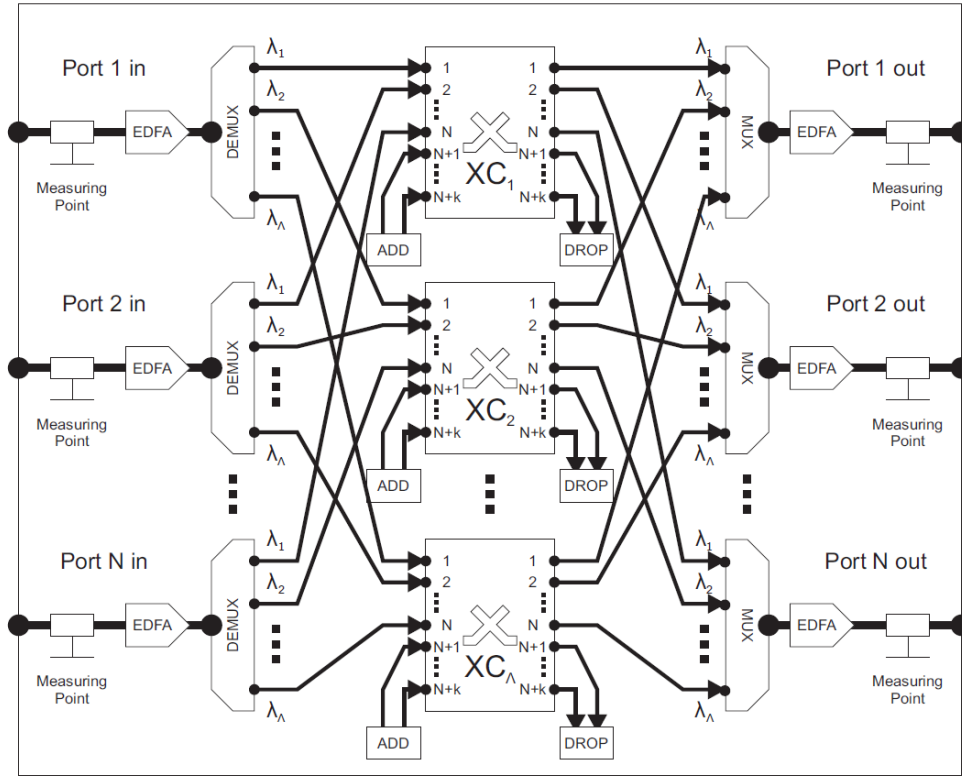 Port 1 in
Measuring
Point
EDFA
DEMUX
λ1
λ2
λΛ
1
2
N
N+1
N+k
XC1
1
2
N
N+1
N+k
ADD
DROP
λΛ
MUX
EDFA
Port 1 out
Measuring
Point
Port 2 in
Measuring
Point
EDFA
DEMUX
λ1
λ2
λΛ
1
2
N
N+1
N+k
XC2
1
2
N
N+1
N+k
ADD
DROP
λ1
λ2
λΛ
MUX
EDFA
Port 2 out
Measuring
Point
Port N in
Measuring
Point
EDFA
DEMUX
λ1
λ2
λΛ
1
2
N
N+1
N+k
XCΛ
1
2
N
N+1
N+k
ADD
DROP
λ1
λ2
λΛ
MUX
EDFA
Port N out
Measuring
Point
λ1
λ2